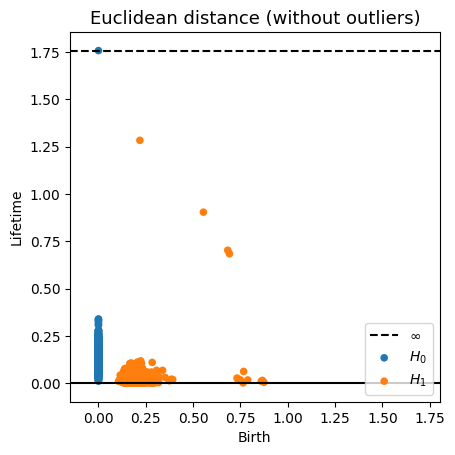 Euclidean distance (without outliers)
1.75
1.50
1.25
1.00
0.75
0.50
0.25
0.00
Lifetime
∞
H₀
H₁
0.00 0.25 0.50 0.75 1.00 1.25 1.50 1.75
Birth